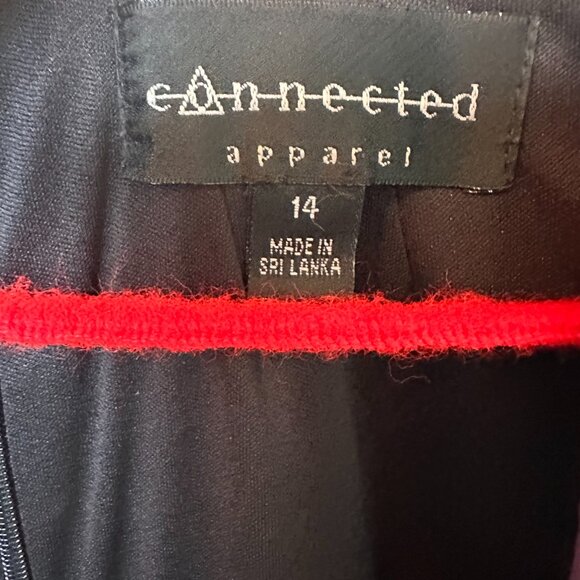 connected
apparel
14
MADE IN
SRI LANKA